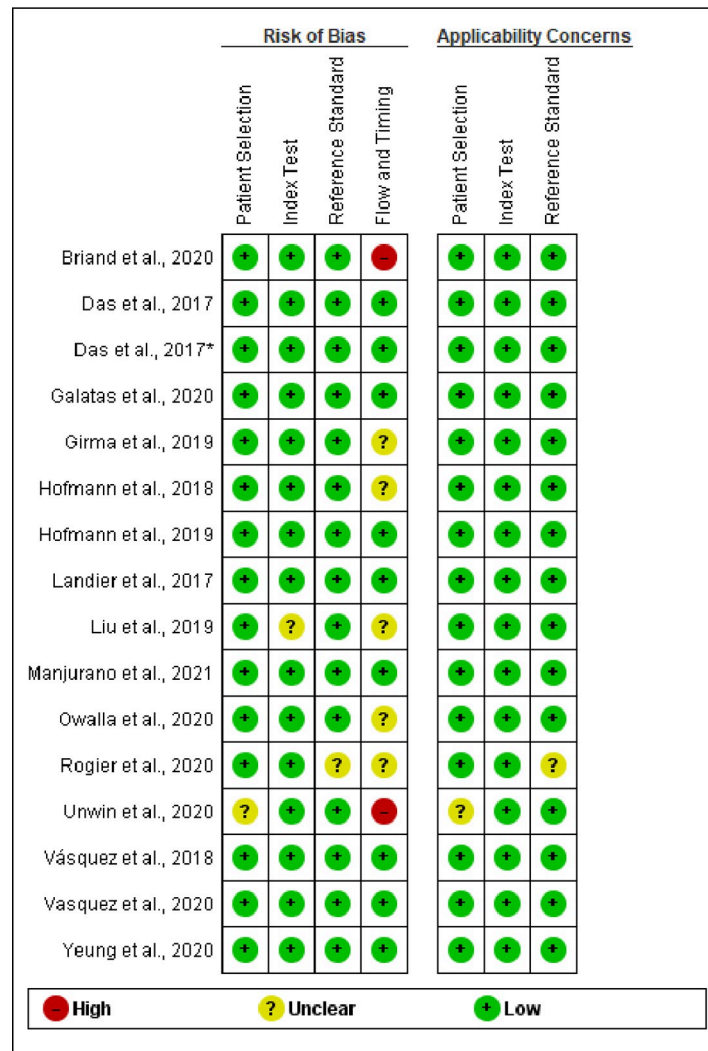 Risk of Bias
Applicability Concerns
Patient Selection
Index Test
Reference Standard
Flow and Timing
Patient Selection
Index Test
Reference Standard
Briand et al., 2020 + + + – + + +
Das et al., 2017 + + + + + + +
Das et al., 2017* + + + + + + +
Galatas et al., 2020 + + + + + + +
Girma et al., 2019 + + + ? + + +
Hofmann et al., 2018 + + + ? + + +
Hofmann et al., 2019 + + + + + + +
Landier et al., 2017 + + + + + + +
Liu et al., 2019 + ? + ? + + +
Manjurano et al., 2021 + + + + + + +
Owalla et al., 2020 + + + ? + + +
Rogier et al., 2020 + + ? ? + + ?
Unwin et al., 2020 ? + + – ? + +
Vásquez et al., 2018 + + + + + + +
Vasquez et al., 2020 + + + + + + +
Yeung et al., 2020 + + + + + + +
– High ? Unclear + Low